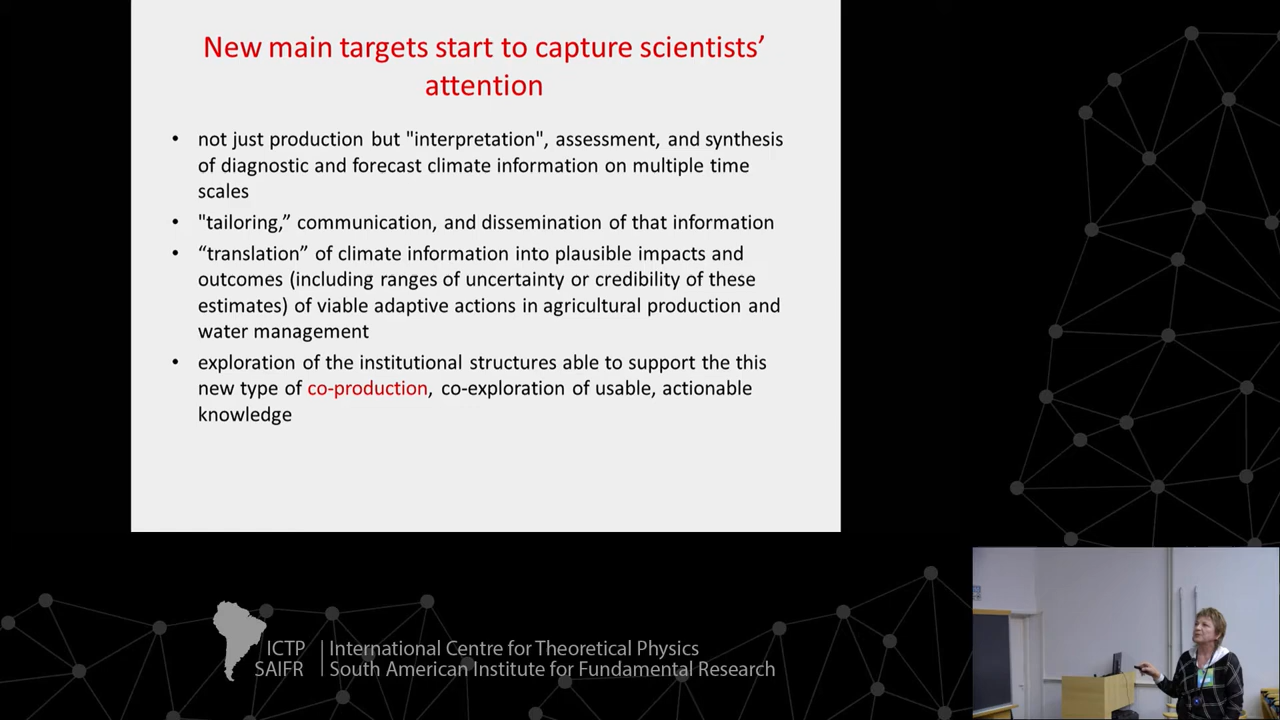 New main targets start to capture scientists’
attention
• not just production but "interpretation", assessment, and synthesis
of diagnostic and forecast climate information on multiple time
scales
• "tailoring,” communication, and dissemination of that information
• “translation” of climate information into plausible impacts and
outcomes (including ranges of uncertainty or credibility of these
estimates) of viable adaptive actions in agricultural production and
water management
• exploration of the institutional structures able to support the this
new type of co-production, co-exploration of usable, actionable
knowledge
ICTP | International Centre for Theoretical Physics
SAIFR | South American Institute for Fundamental Research